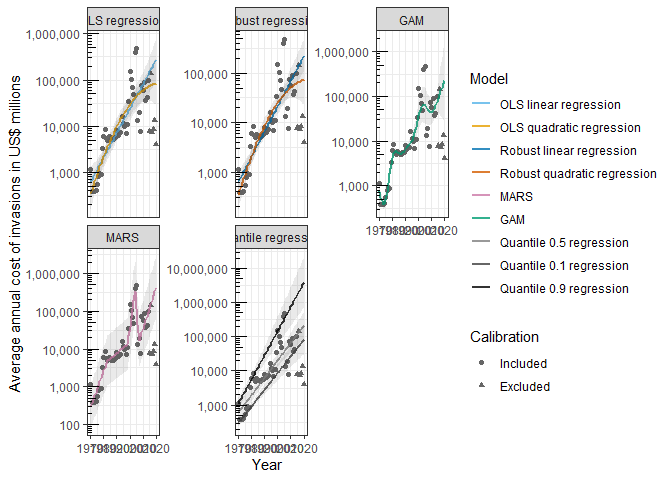 LS regressio
bust regress
GAM
1,000,000
100,000
10,000
1,000
100,000
10,000
1,000
1,000,000
100,000
10,000
1,000
2020
MARS
antile regress
1,000,000
100,000
10,000
1,000
100
10,000,000
1,000,000
100,000
10,000
1,000
2020
2020
Year
Average annual cost of invasions in US$ millions
Model
OLS linear regression
OLS quadratic regression
Robust linear regression
Robust quadratic regression
MARS
GAM
Quantile 0.5 regression
Quantile 0.1 regression
Quantile 0.9 regression
Calibration
Included
Excluded